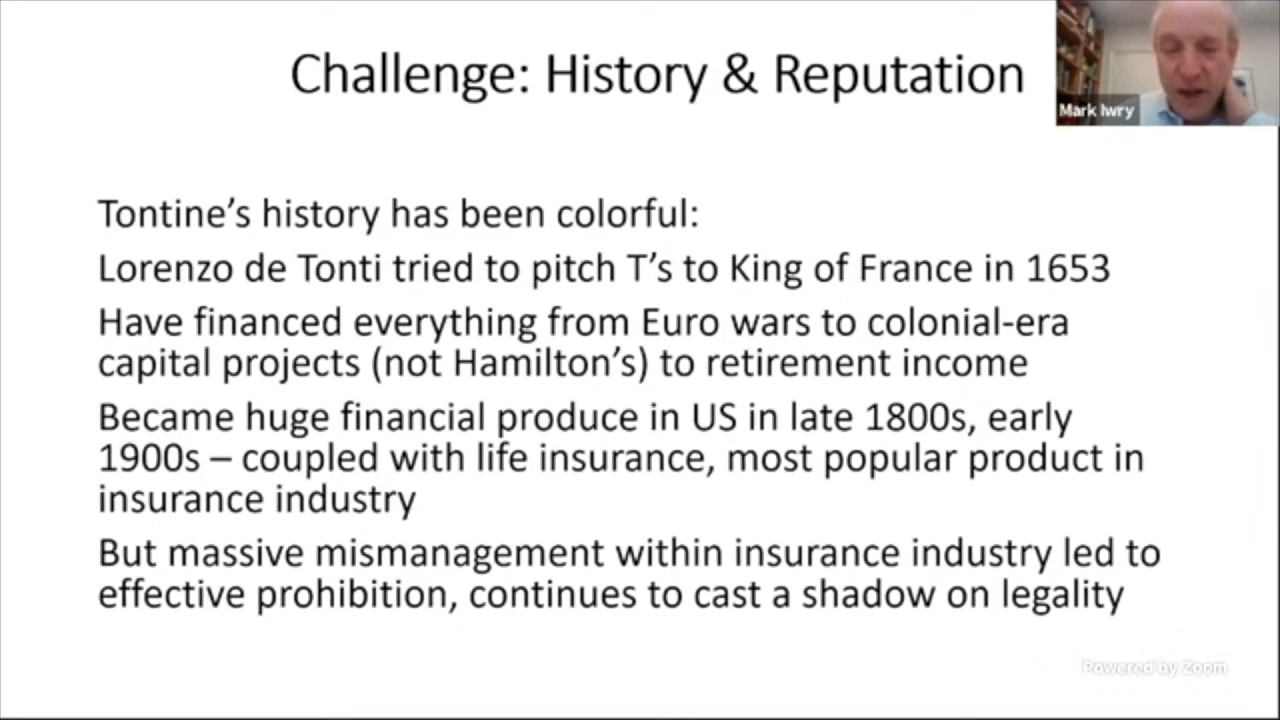 Challenge: History & Reputation
Mark Iwry
Tontine’s history has been colorful:
Lorenzo de Tonti tried to pitch T’s to King of France in 1653
Have financed everything from Euro wars to colonial-era
capital projects (not Hamilton’s) to retirement income
Became huge financial produce in US in late 1800s, early
1900s – coupled with life insurance, most popular product in
insurance industry
But massive mismanagement within insurance industry led to
effective prohibition, continues to cast a shadow on legality
Powered by Zoom